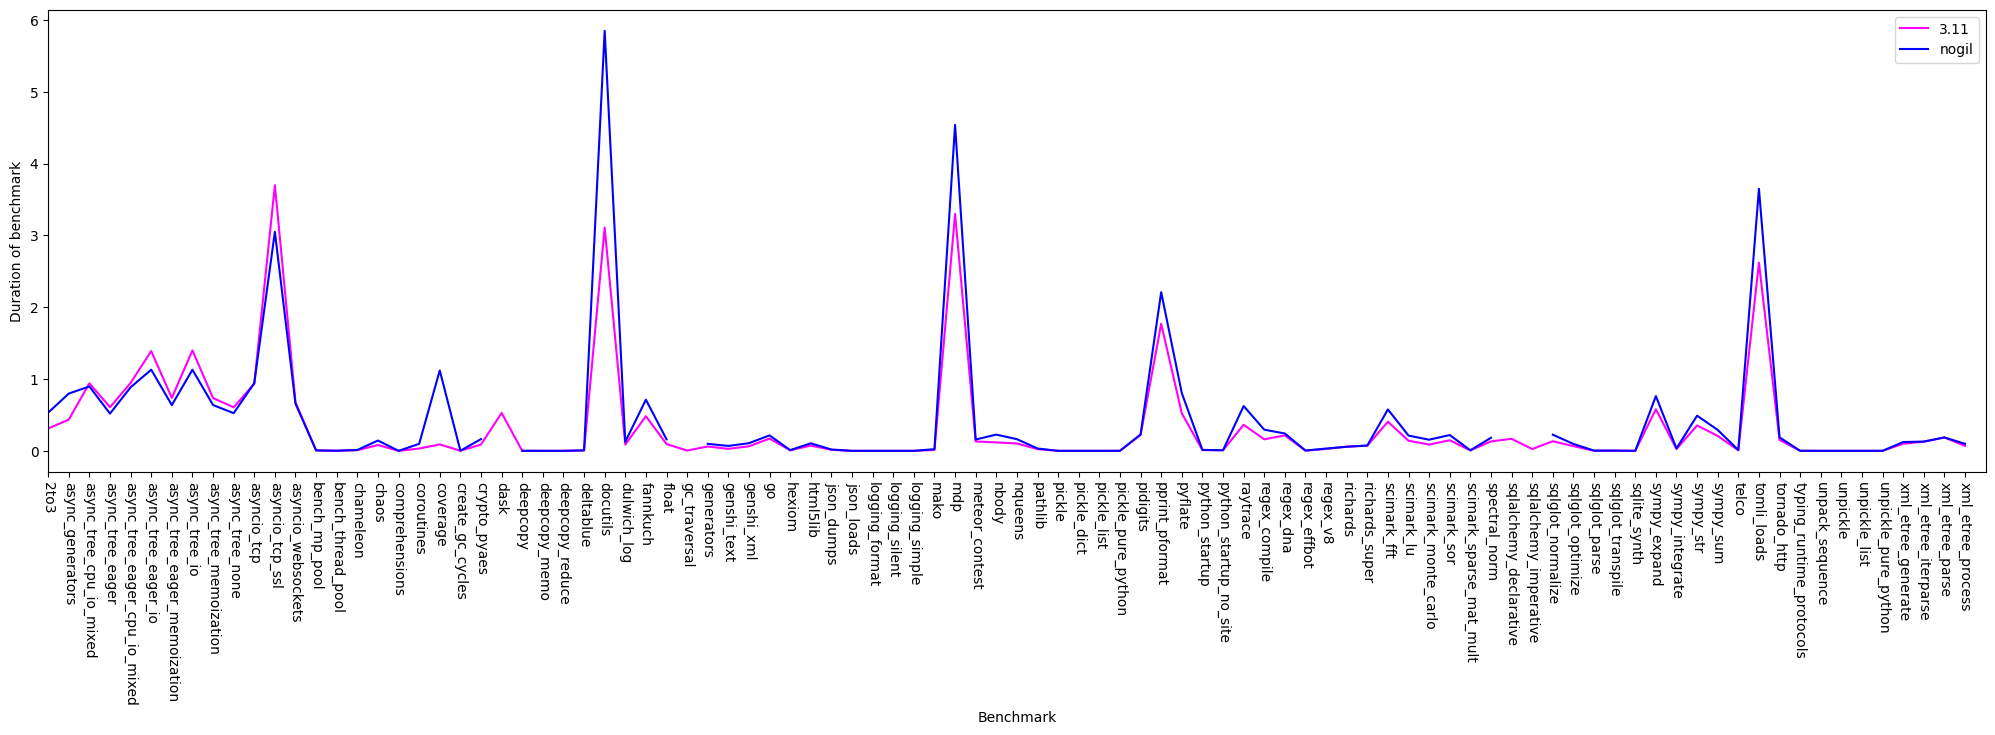 3.11
nogil
Duration of benchmark
6
5
4
3
2
1
0
2to3
async_generators
async_tree_cpu_io_mixed
async_tree_eager
async_tree_eager_cpu_io_mixed
async_tree_eager_io
async_tree_eager_memoization
async_tree_io
async_tree_memoization
async_tree_none
asyncio_tcp
asyncio_tcp_ssl
asyncio_websockets
bench_mp_pool
bench_thread_pool
chameleon
chaos
comprehensions
coroutines
coverage
create_gc_cycles
crypto_pyaes
dask
deepcopy
deepcopy_memo
deepcopy_reduce
deltablue
docutils
dulwich_log
fannkuch
float
gc_traversal
generators
genshi_text
genshi_xml
go
hexiom
html5lib
json_dumps
json_loads
logging_format
logging_silent
logging_simple
mako
mdp
meteor_contest
nbody
nqueens
pathlib
pickle
pickle_dict
pickle_list
pickle_pure_python
pidigits
pprint_pformat
pyflate
python_startup
python_startup_no_site
raytrace
regex_compile
regex_dna
regex_effbot
regex_v8
richards
richards_super
scimark_fft
scimark_lu
scimark_monte_carlo
scimark_sor
scimark_sparse_mat_mult
spectral_norm
sqlalchemy_declarative
sqlalchemy_imperative
sqlglot_normalize
sqlglot_optimize
sqlglot_parse
sqlglot_transpile
sqlite_synth
sympy_expand
sympy_integrate
sympy_str
sympy_sum
telco
tomli_loads
tornado_http
typing_runtime_protocols
unpack_sequence
unpickle
unpickle_list
unpickle_pure_python
xml_etree_generate
xml_etree_iterparse
xml_etree_parse
xml_etree_process
Benchmark